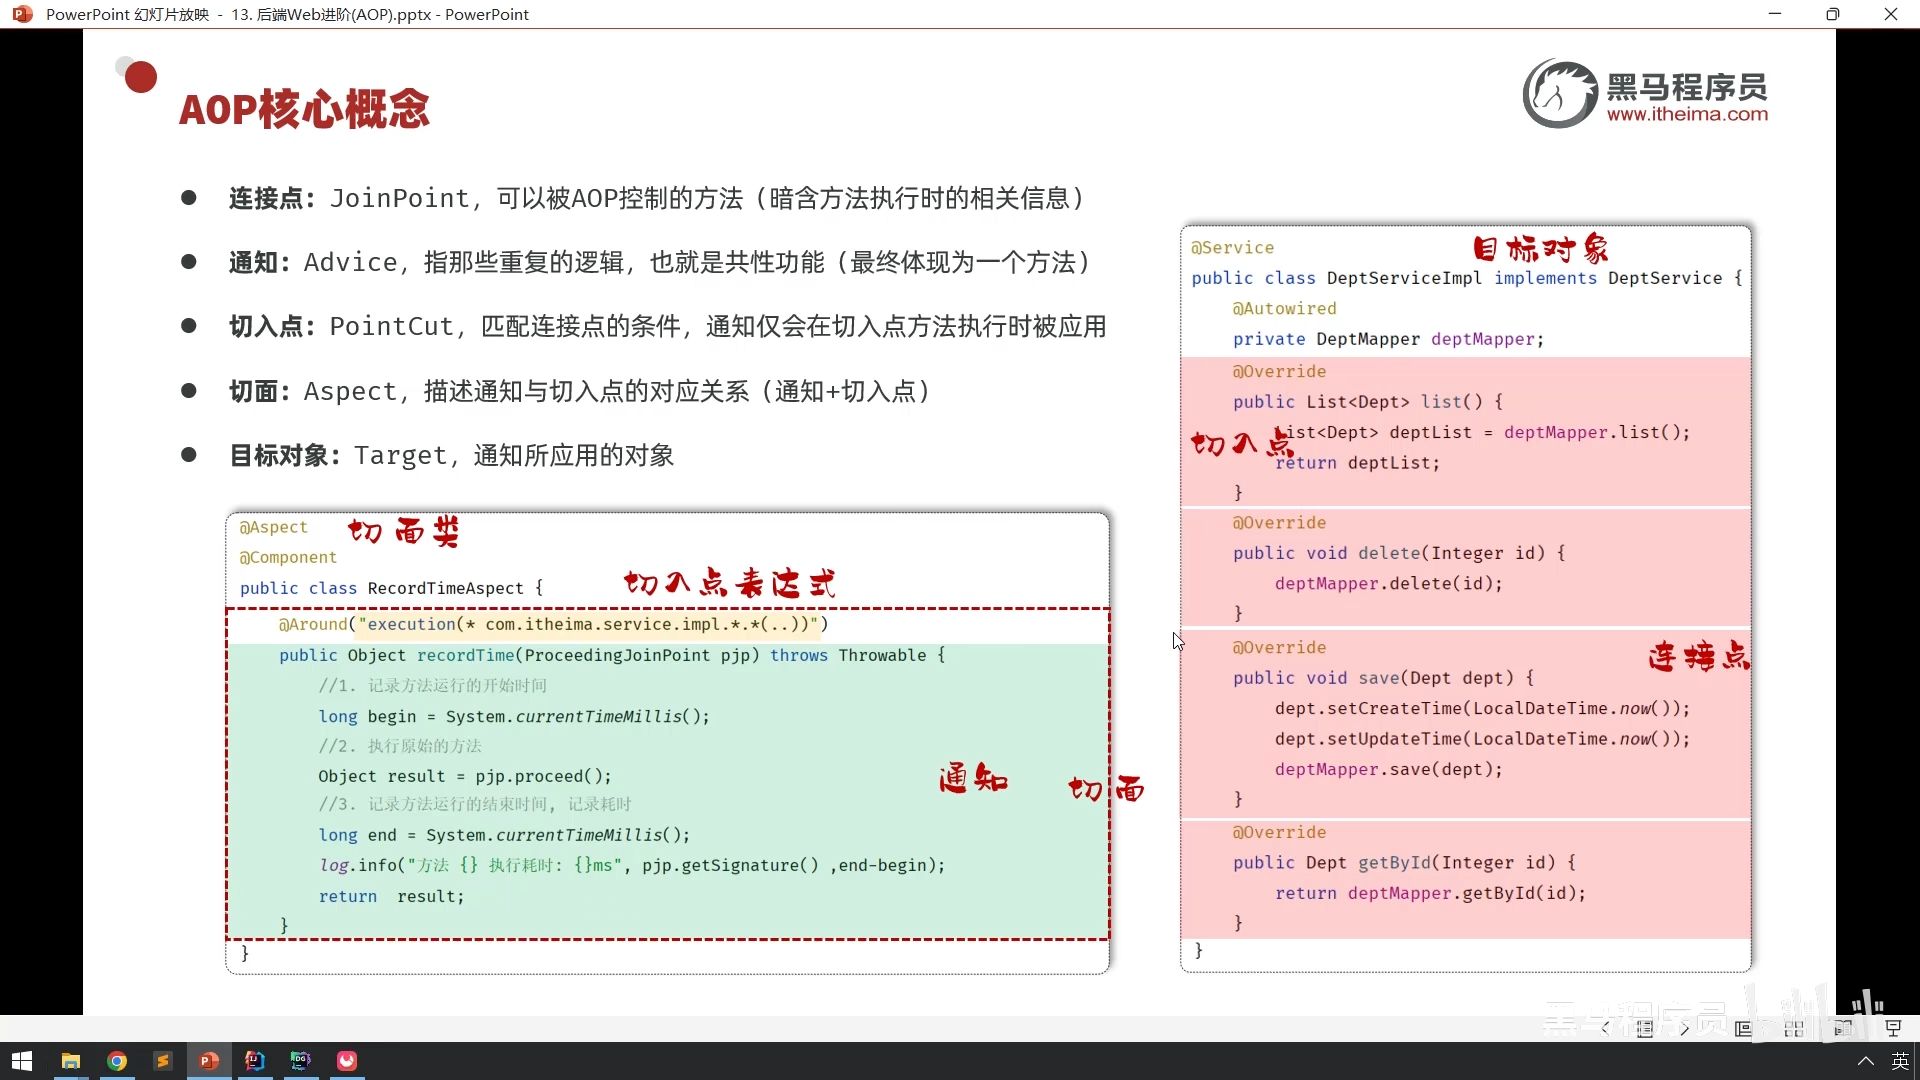 PowerPoint 幻灯片放映 - 13. 后端Web进阶(AOP).pptx - PowerPoint
AOP核心概念
黑马程序员
www.itheima.com
● 连接点：JoinPoint，可以被AOP控制的方法（暗含方法执行时的相关信息）
● 通知：Advice，指那些重复的逻辑，也就是共性功能（最终体现为一个方法）
● 切入点：PointCut，匹配连接点的条件，通知仅会在切入点方法执行时被应用
● 切面：Aspect，描述通知与切入点的对应关系（通知+切入点）
● 目标对象：Target，通知所应用的对象
@Aspect 切面类
@Component
public class RecordTimeAspect {
切入点表达式
@Around("execution(* com.itheima.service.impl.*.*(..))")
public Object recordTime(ProceedingJoinPoint pjp) throws Throwable {
//1. 记录方法运行的开始时间
long begin = System.currentTimeMillis();
//2. 执行原始的方法
Object result = pjp.proceed();
通知
切面
//3. 记录方法运行的结束时间, 记录耗时
long end = System.currentTimeMillis();
log.info("方法 {} 执行耗时: {}ms", pjp.getSignature() ,end-begin);
return result;
}
}
@Service 目标对象
public class DeptServiceImpl implements DeptService {
@Autowired
private DeptMapper deptMapper;
@Override
public List<Dept> list() {
切入点
List<Dept> deptList = deptMapper.list();
return deptList;
}
@Override
public void delete(Integer id) {
deptMapper.delete(id);
}
@Override
连接点
public void save(Dept dept) {
dept.setCreateTime(LocalDateTime.now());
dept.setUpdateTime(LocalDateTime.now());
deptMapper.save(dept);
}
@Override
public Dept getById(Integer id) {
return deptMapper.getById(id);
}
}
黑马程序员
英